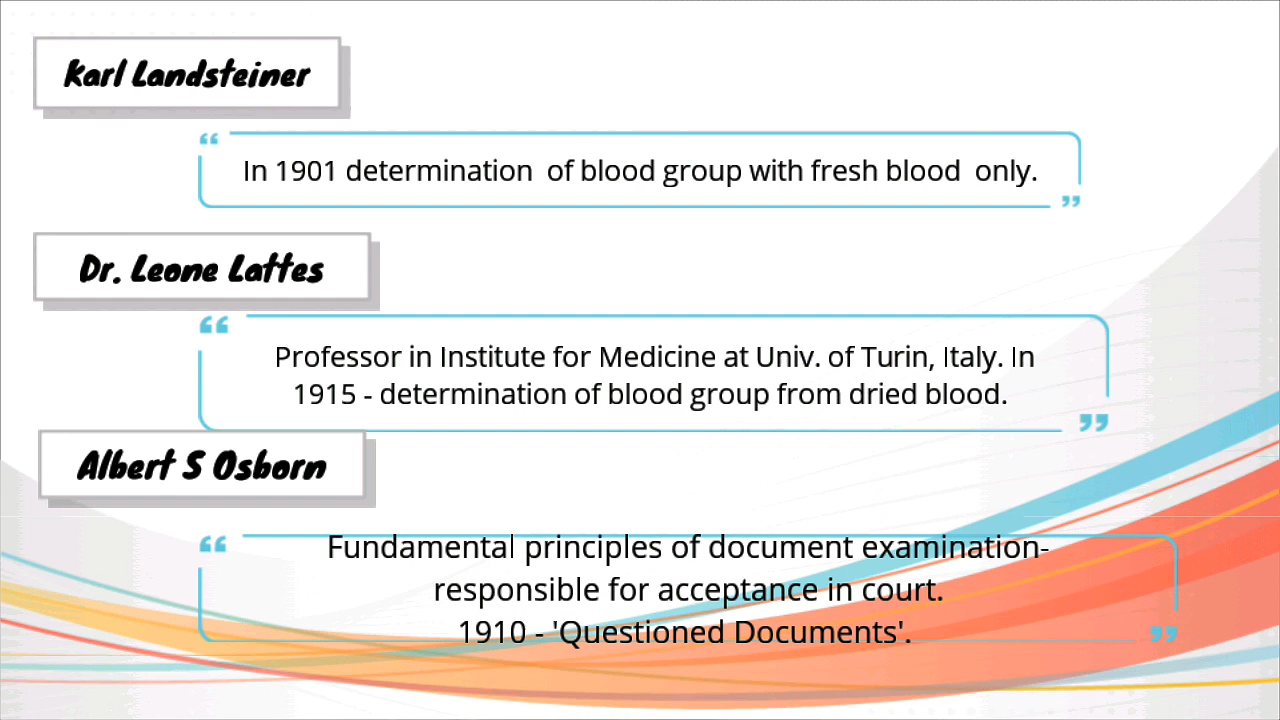 Karl Landsteiner
In 1901 determination of blood group with fresh blood only.
Dr. Leone Laftes
Professor in Institute for Medicine at Univ. of Turin, Italy. In
1915 - determination of blood group from dried blood.
Albert S Osborn
Fundamental principles of document examination-
responsible for acceptance in court.
1910 - 'Questioned Documents'.